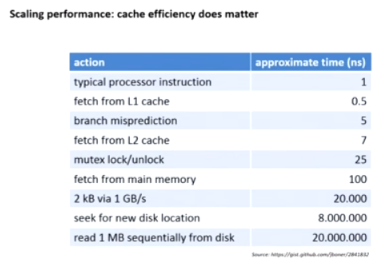 Scaling performance: cache efficiency does matter
action approximate time (ns)
typical processor instruction 1
fetch from L1 cache 0.5
branch misprediction 5
fetch from L2 cache 7
mutex lock/unlock 25
fetch from main memory 100
2 kB via 1 GB/s 20.000
seek for new disk location 8.000.000
read 1 MB sequentially from disk 20.000.000
Source: https://gist.github.com/jboner/2841832